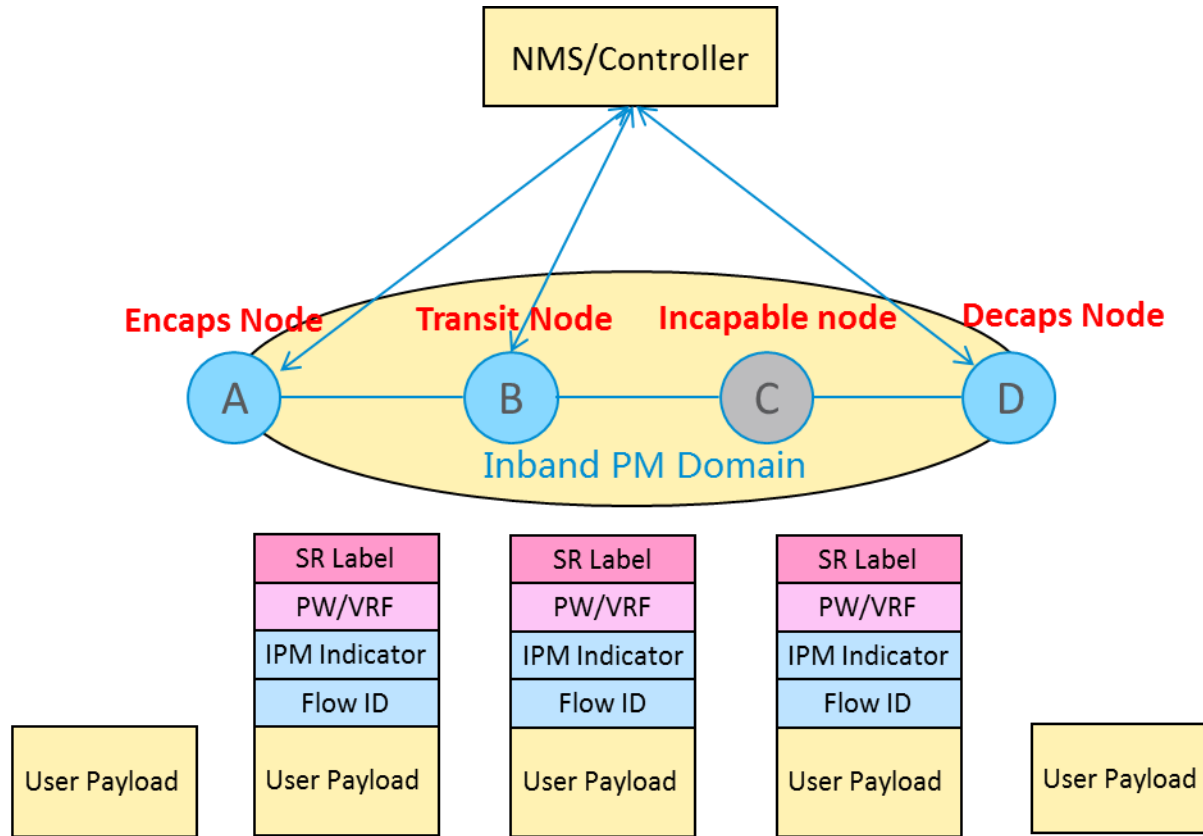 NMS/Controller
Encaps Node
Transit Node
Incapable node
Decaps Node
A
B
C
D
Inband PM Domain
SR Label
PW/VRF
IPM Indicator
Flow ID
User Payload
SR Label
PW/VRF
IPM Indicator
Flow ID
User Payload
SR Label
PW/VRF
IPM Indicator
Flow ID
User Payload
User Payload
User Payload